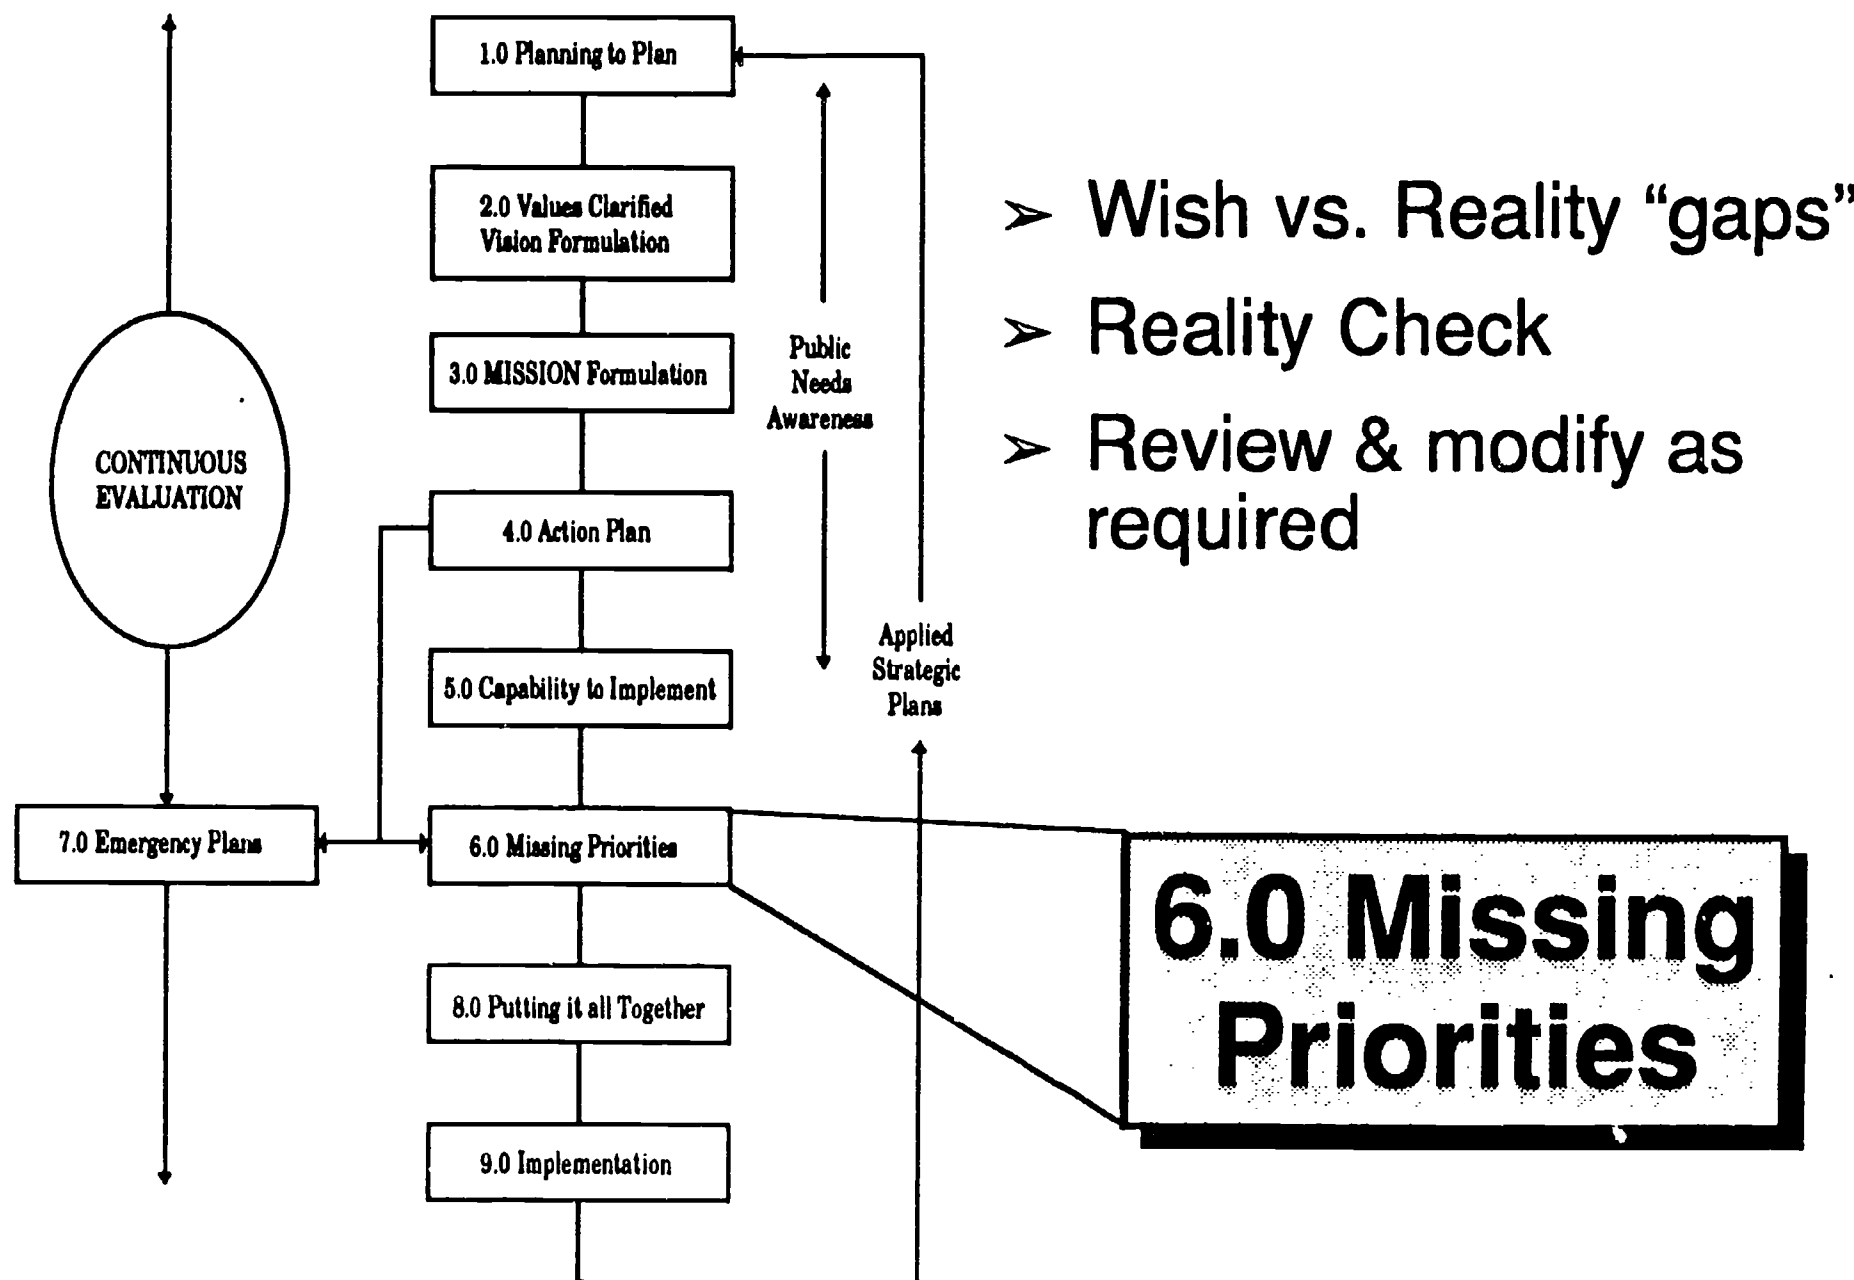 1.0 Planning to Plan
2.0 Values Clarified
Vision Formulation
3.0 MISSION Formulation
Public
Needs
Awareness
CONTINUOUS
EVALUATION
4.0 Action Plan
Applied
Strategic
Plans
5.0 Capability to Implement
7.0 Emergency Plans
6.0 Missing Priorities
8.0 Putting it all Together
9.0 Implementation
➢ Wish vs. Reality “gaps”
➢ Reality Check
➢ Review & modify as
required
6.0 Missing
Priorities